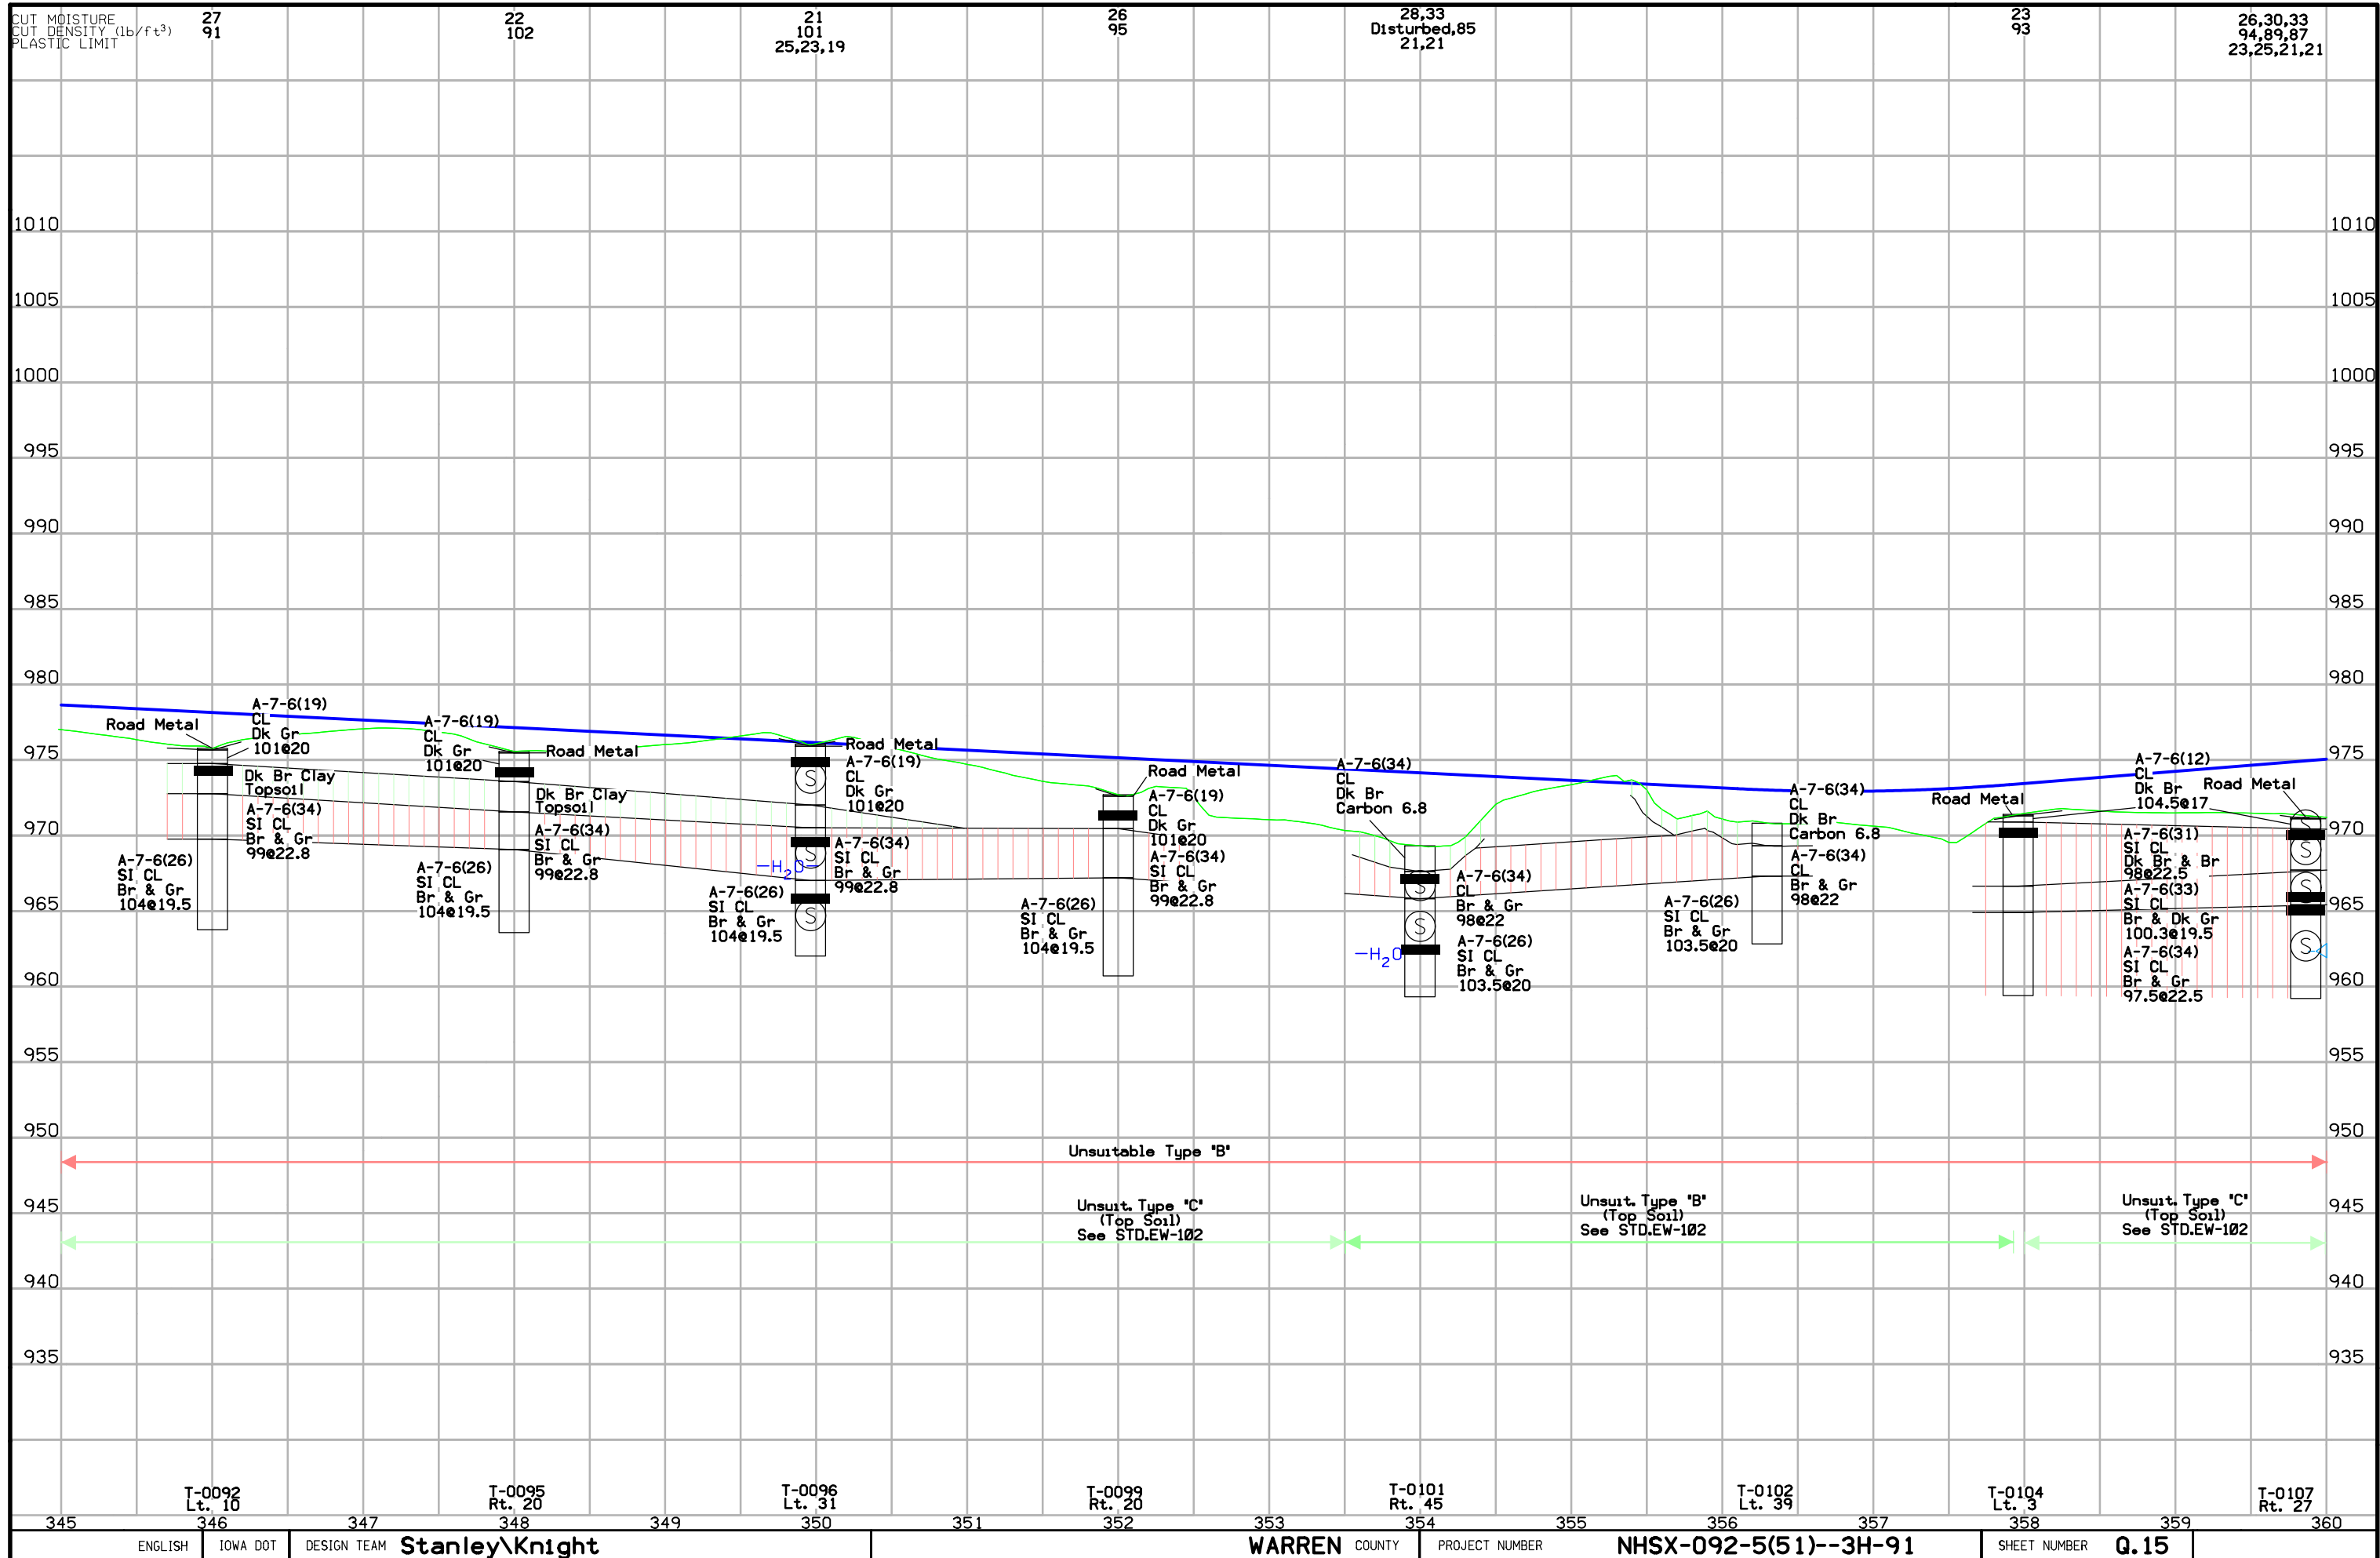 CUT MOISTURE 27 22 21 26 28,33 23 26,30,33
CUT DENSITY (lb/ft³) 91 102 101 95 Disturbed,85 93 94,89,87
PLASTIC LIMIT 25,23,19 21,21 23,25,21,21
1010 1010
1005 1005
1000 1000
995 995
990 990
985 985
980 980
975 975
970 970
965 965
960 960
955 955
950 950
945 945
940 940
935 935
Road Metal
A-7-6(19)
CL
Dk Gr
101@20
Dk Br Clay
Topsoil
A-7-6(34)
SI CL
Br & Gr
99@22.8
A-7-6(26)
SI CL
Br & Gr
104@19.5
A-7-6(19)
CL
Dk Gr
101@20
Road Metal
Dk Br Clay
Topsoil
A-7-6(34)
SI CL
Br & Gr
99@22.8
A-7-6(26)
SI CL
Br & Gr
104@19.5
Road Metal
A-7-6(19)
CL
Dk Gr
101@20
S
S
S
H2O
A-7-6(34)
SI CL
Br & Gr
99@22.8
A-7-6(26)
SI CL
Br & Gr
104@19.5
Road Metal
A-7-6(19)
CL
Dk Gr
101@20
A-7-6(34)
SI CL
Br & Gr
99@22.8
A-7-6(26)
SI CL
Br & Gr
104@19.5
A-7-6(34)
CL
Dk Br
Carbon 6.8
S
S
H2O
A-7-6(34)
CL
Br & Gr
98@22
A-7-6(26)
SI CL
Br & Gr
103.5@20
A-7-6(34)
CL
Dk Br
Carbon 6.8
A-7-6(34)
CL
Br & Gr
98@22
A-7-6(26)
SI CL
Br & Gr
103.5@20
Road Metal
A-7-6(12)
CL
Dk Br
104.5@17
Road Metal
A-7-6(31)
SI CL
Dk Br & Br
98@22.5
A-7-6(33)
SI CL
Br & Dk Gr
100.3@19.5
A-7-6(34)
SI CL
Br & Gr
97.5@22.5
S
S
S
S
Unsuitable Type "B"
Unsuit. Type "C"
(Top Soil)
See STD.EW-102
Unsuit. Type "B"
(Top Soil)
See STD.EW-102
Unsuit. Type "C"
(Top Soil)
See STD.EW-102
T-0092 T-0095 T-0096 T-0099 T-0101 T-0102 T-0104 T-0107
Lt. 10 Rt. 20 Lt. 31 Rt. 20 Rt. 45 Lt. 39 Lt. 3 Rt. 27
345 346 347 348 349 350 351 352 353 354 355 356 357 358 359 360
ENGLISH IOWA DOT DESIGN TEAM Stanley\Knight WARREN COUNTY PROJECT NUMBER NHSX-092-5(51)--3H-91 SHEET NUMBER Q.15